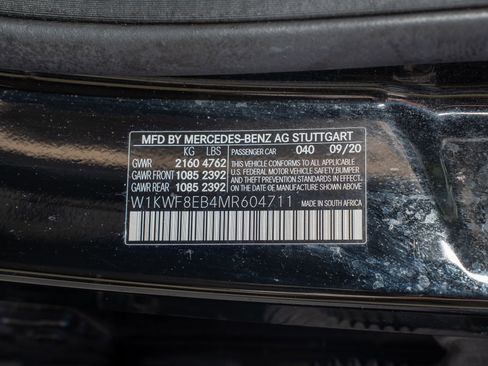 MFD BY MERCEDES-BENZ AG STUTTGART
KG LBS PASSENGER CAR 040 09/20
GWR 2160 4762 THIS VEHICLE CONFORMS TO ALL APPLICABLE
GAWR FRONT 1085 2392 U.S. FEDERAL MOTOR VEHICLE SAFETY, BUMPER,
GAWR REAR 1085 2392 AND THEFT PREVENTION STANDARDS IN EFFECT
ON THE DATE OF MANUFACTURE SHOWN ABOVE.
W1KWF8EB4MR604711
MADE IN SOUTH AFRICA